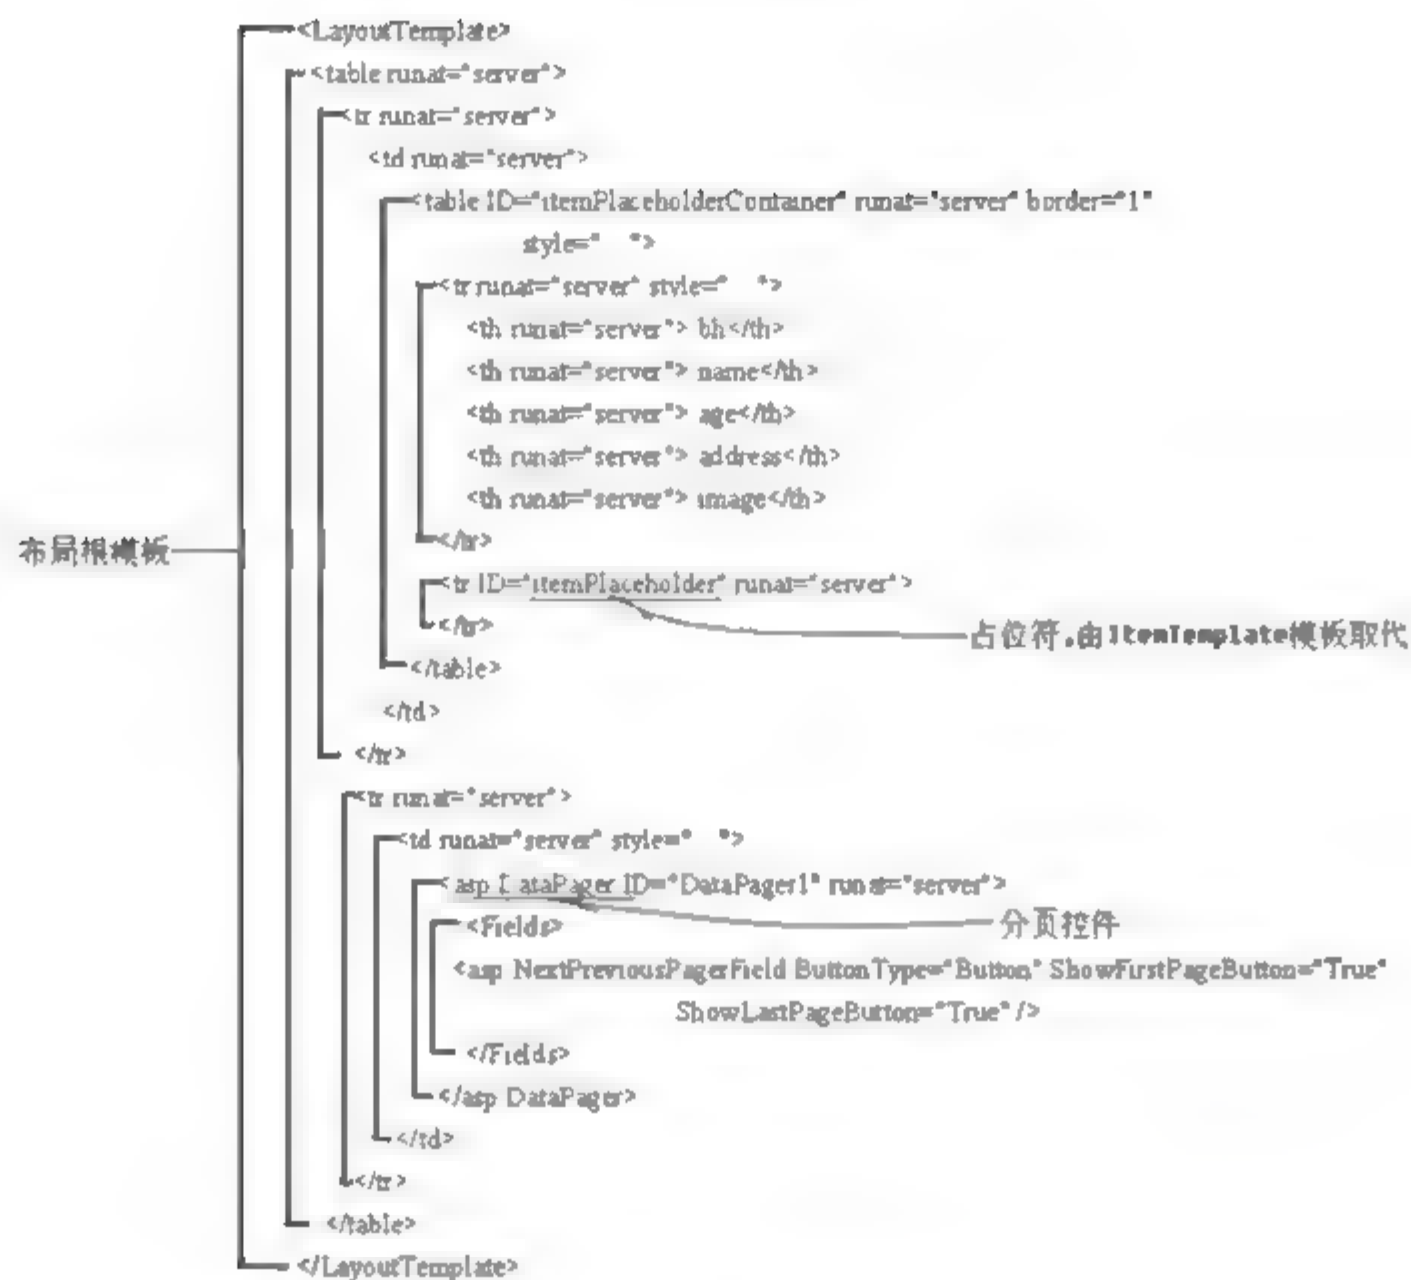 <LayoutTemplate>
<table runat="server">
<tr runat="server">
<td runat="server">
<table ID="itemPlaceholderContainer" runat="server" border="1"
style=" ">
<tr runat="server" style=" ">
<th runat="server"> bh</th>
<th runat="server"> name</th>
<th runat="server"> age</th>
<th runat="server"> address</th>
<th runat="server"> image</th>
</tr>
布局根模板
<tr ID="itemPlaceholder" runat="server">
</tr>
占位符,由ItemTemplate模板取代
</table>
</td>
</tr>
<tr runat="server">
<td runat="server" style=" ">
<asp DataPager ID="DataPager1" runat="server">
<Fields>
分页控件
<asp NextPreviousPagerField ButtonType="Button" ShowFirstPageButton="True"
ShowLastPageButton="True" />
</Fields>
</asp DataPager>
</td>
</tr>
</table>
</LayoutTemplate>